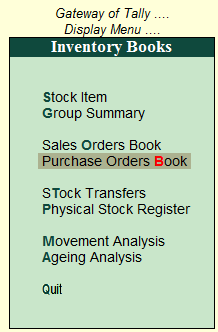 Gateway of Tally ....
Display Menu ....
Inventory Books
Stock Item
Group Summary
Sales Orders Book
Purchase Orders Book
STock Transfers
Physical Stock Register
Movement Analysis
Ageing Analysis
Quit